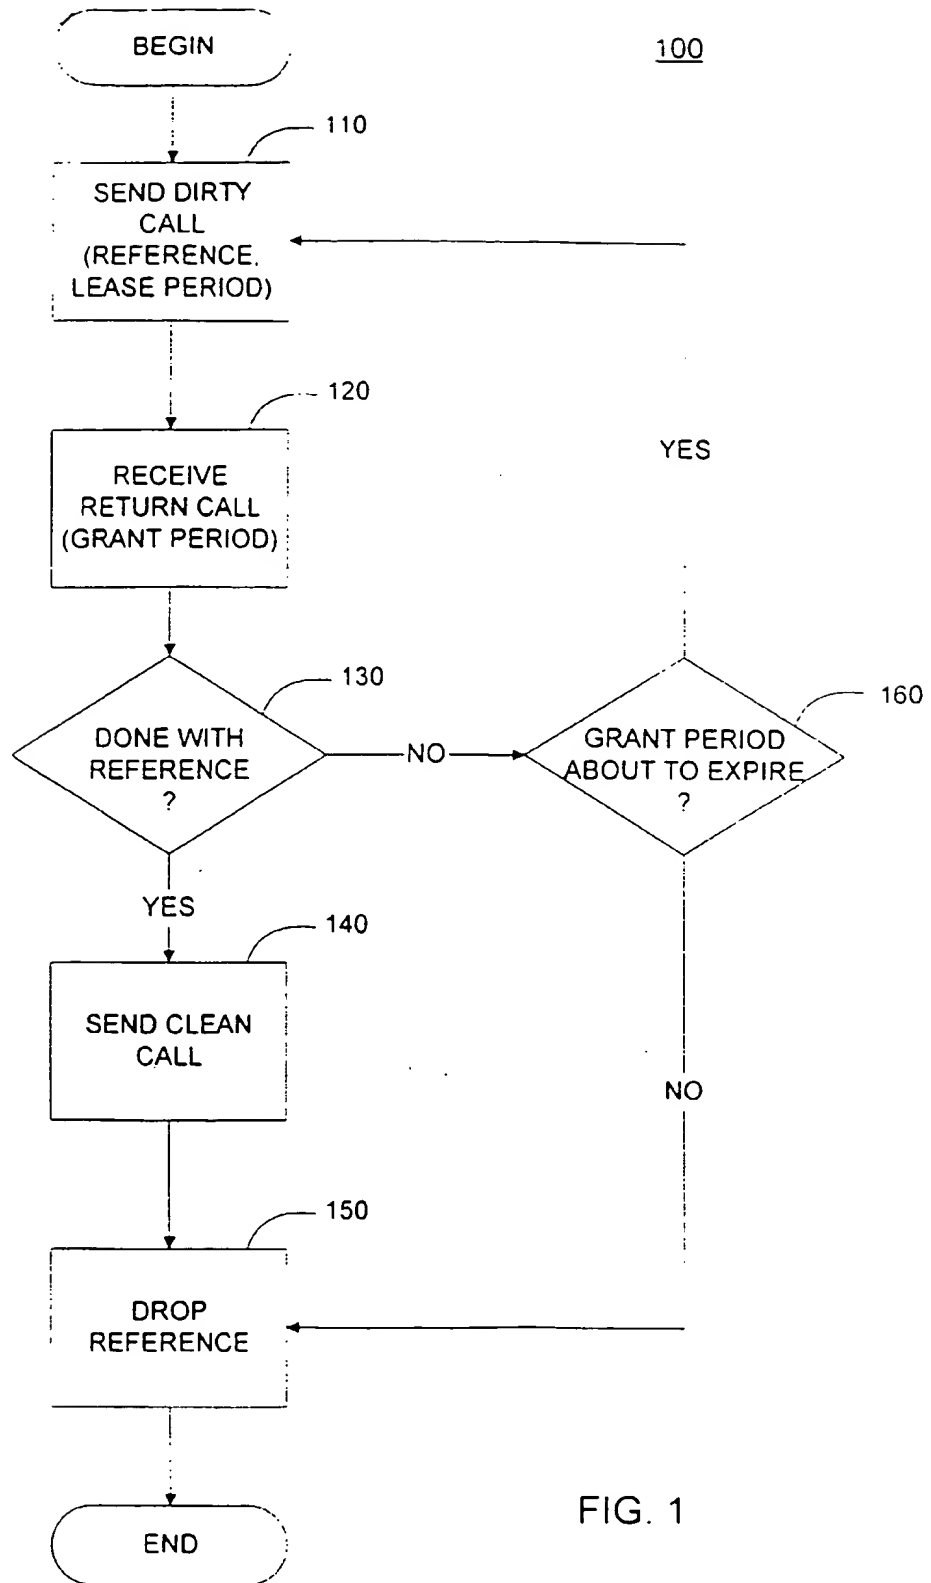 BEGIN
100
110
SEND DIRTY
CALL
(REFERENCE,
LEASE PERIOD)
120
RECEIVE
RETURN CALL
(GRANT PERIOD)
YES
130
DONE WITH
REFERENCE
?
NO
160
GRANT PERIOD
ABOUT TO EXPIRE
?
YES
140
SEND CLEAN
CALL
NO
150
DROP
REFERENCE
END
FIG. 1